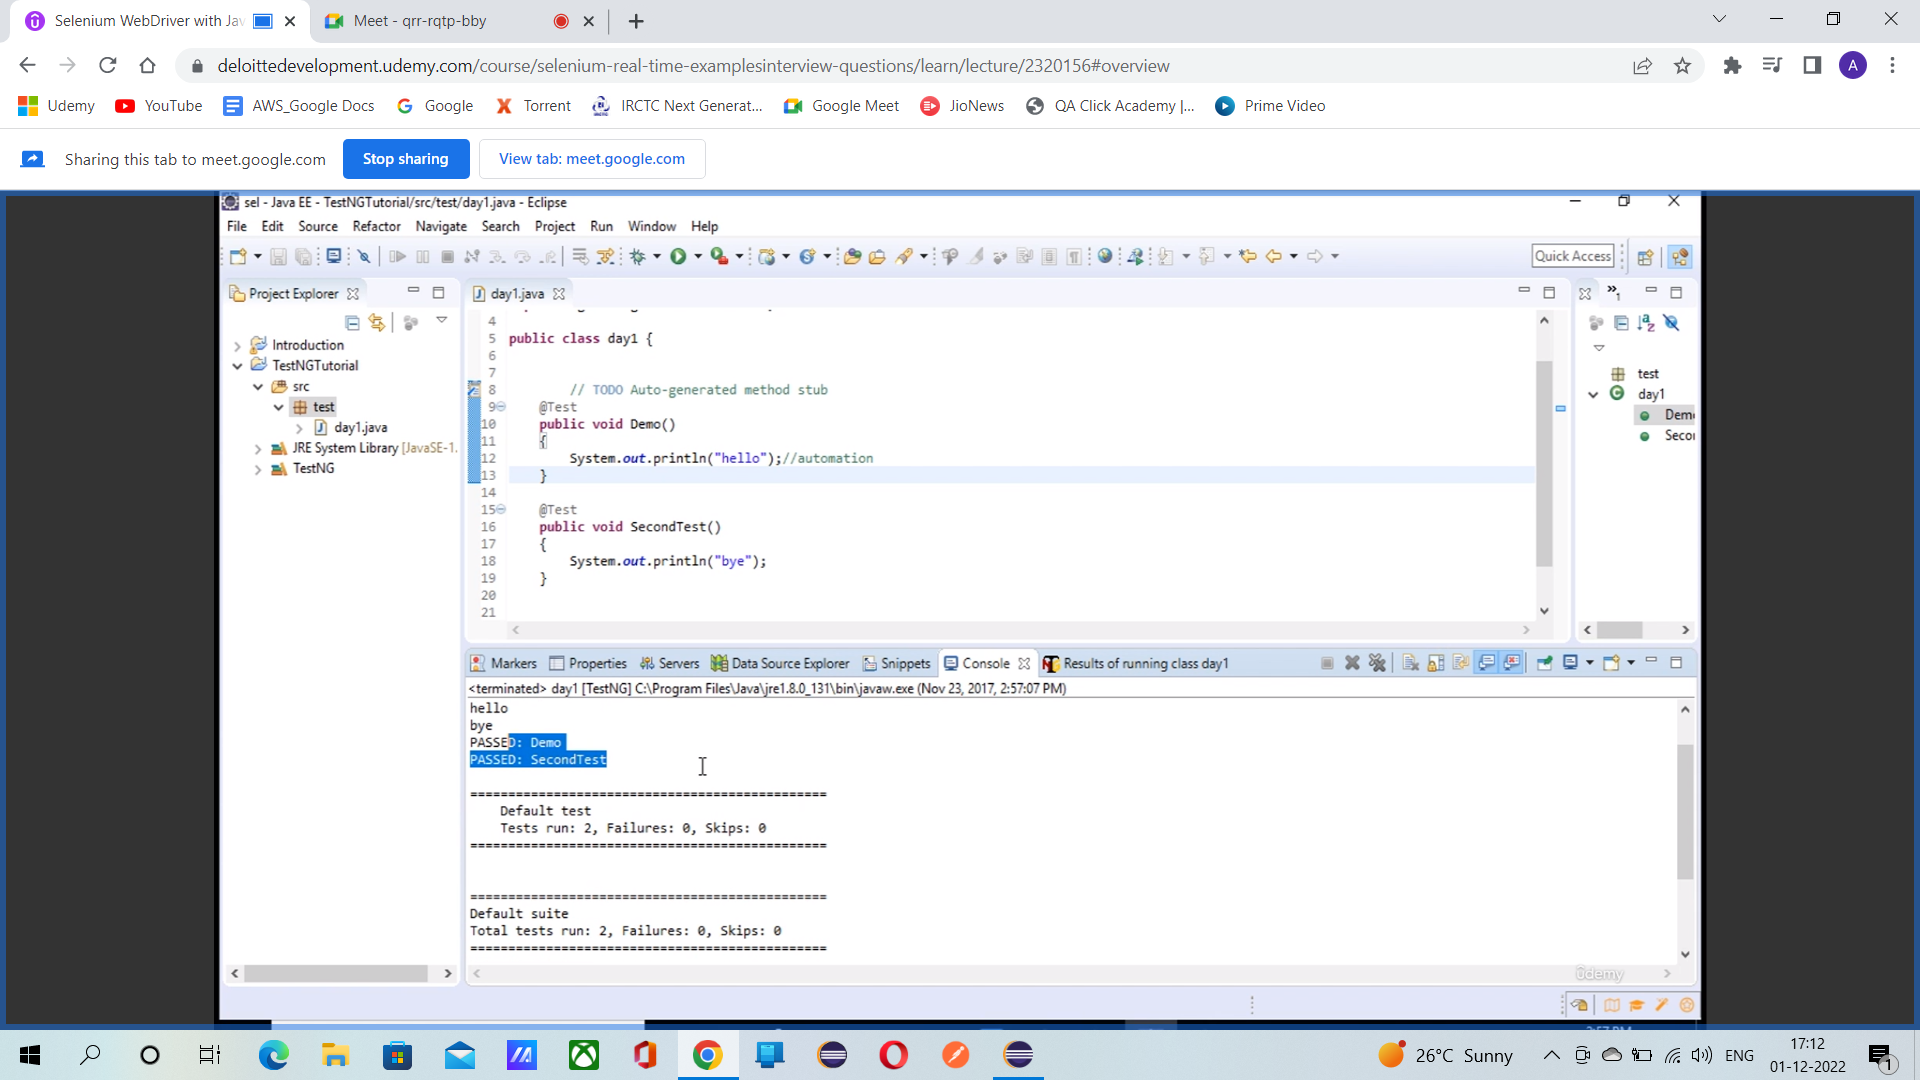 Selenium WebDriver with Jav
Meet - qrr-rqtp-bby
deloittedevelopment.udemy.com/course/selenium-real-time-examplesinterview-questions/learn/lecture/2320156#overview
A
Udemy YouTube AWS_Google Docs Google Torrent IRCTC Next Generat... Google Meet JioNews QA Click Academy |... Prime Video
Sharing this tab to meet.google.com Stop sharing View tab: meet.google.com
sel - Java EE - TestNGTutorial/src/test/day1.java - Eclipse
File Edit Source Refactor Navigate Search Project Run Window Help
Quick Access
Project Explorer
Introduction
TestNGTutorial
src
test
day1.java
JRE System Library [JavaSE-1.
TestNG
day1.java
4
5 public class day1 {
6
7
8 // TODO Auto-generated method stub
9 @Test
10 public void Demo()
11 {
12 System.out.println("hello");//automation
13 }
14
15 @Test
16 public void SecondTest()
17 {
18 System.out.println("bye");
19 }
20
21
test
day1
Demo
Secon
Markers Properties Servers Data Source Explorer Snippets Console Results of running class day1
<terminated> day1 [TestNG] C:\Program Files\Java\jre1.8.0_131\bin\javaw.exe (Nov 23, 2017, 2:57:07 PM)
hello
bye
PASSED: Demo
PASSED: SecondTest
===============================================
Default test
Tests run: 2, Failures: 0, Skips: 0
===============================================
===============================================
Default suite
Total tests run: 2, Failures: 0, Skips: 0
===============================================
ûdemy
26°C Sunny
ENG
17:12
01-12-2022
1